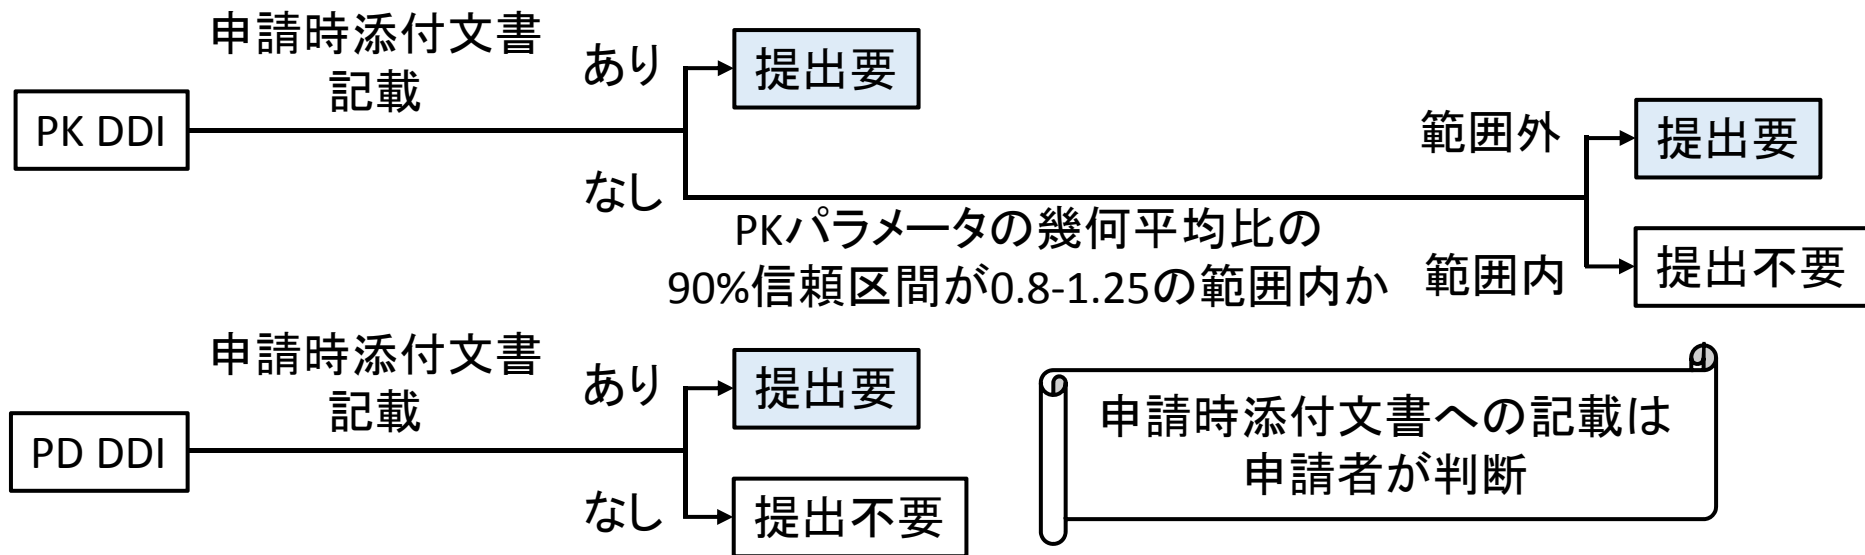 申請時添付文書
記載
あり
提出要
PK DDI
範囲外
提出要
なし
PKパラメータの幾何平均比の
90%信頼区間が0.8-1.25の範囲内か
範囲内
提出不要
申請時添付文書
記載
あり
提出要
PD DDI
なし
提出不要
申請時添付文書への記載は
申請者が判断